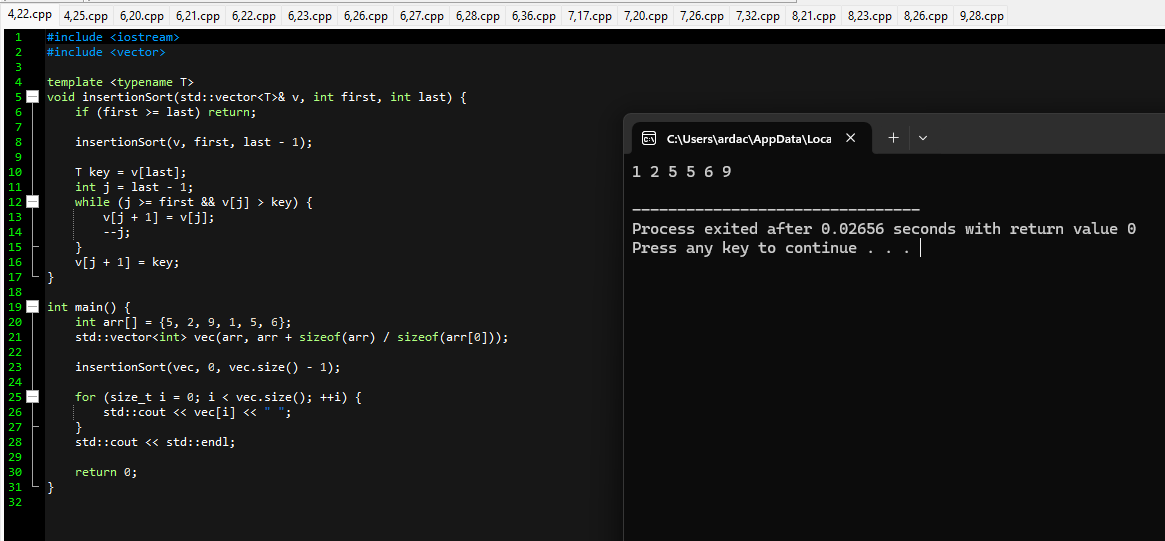 4,22.cpp 4,25.cpp 6,20.cpp 6,21.cpp 6,22.cpp 6,23.cpp 6,26.cpp 6,27.cpp 6,28.cpp 6,36.cpp 7,17.cpp 7,20.cpp 7,26.cpp 7,32.cpp 8,21.cpp 8,23.cpp 8,26.cpp 9,28.cpp
1 #include <iostream>
2 #include <vector>
3
4 template <typename T>
5 void insertionSort(std::vector<T>& v, int first, int last) {
6     if (first >= last) return;
7
8     insertionSort(v, first, last - 1);
9
10     T key = v[last];
11     int j = last - 1;
12     while (j >= first && v[j] > key) {
13         v[j + 1] = v[j];
14         --j;
15     }
16     v[j + 1] = key;
17 }
18
19 int main() {
20     int arr[] = {5, 2, 9, 1, 5, 6};
21     std::vector<int> vec(arr, arr + sizeof(arr) / sizeof(arr[0]));
22
23     insertionSort(vec, 0, vec.size() - 1);
24
25     for (size_t i = 0; i < vec.size(); ++i) {
26         std::cout << vec[i] << " ";
27     }
28     std::cout << std::endl;
29
30     return 0;
31 }
32
C:\Users\ardac\AppData\Loca
1 2 5 5 6 9
--------------------------------
Process exited after 0.02656 seconds with return value 0
Press any key to continue . . .